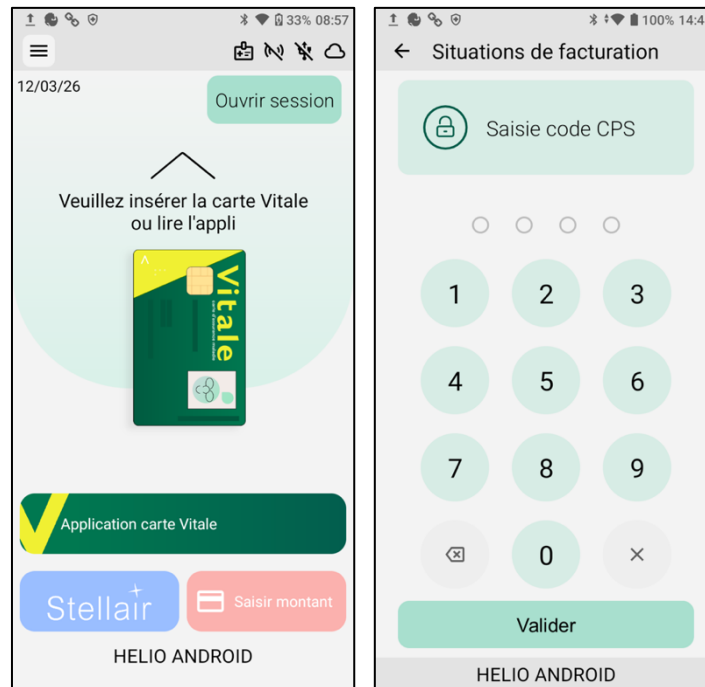 33% 08:57
12/03/26
Ouvrir session
Veuillez insérer la carte Vitale
ou lire l'appli
Vitale
Application carte Vitale
Stellair
Saisir montant
HELIO ANDROID
100% 14:4
Situations de facturation
Saisie code CPS
1 2 3
4 5 6
7 8 9
0
Valider
HELIO ANDROID